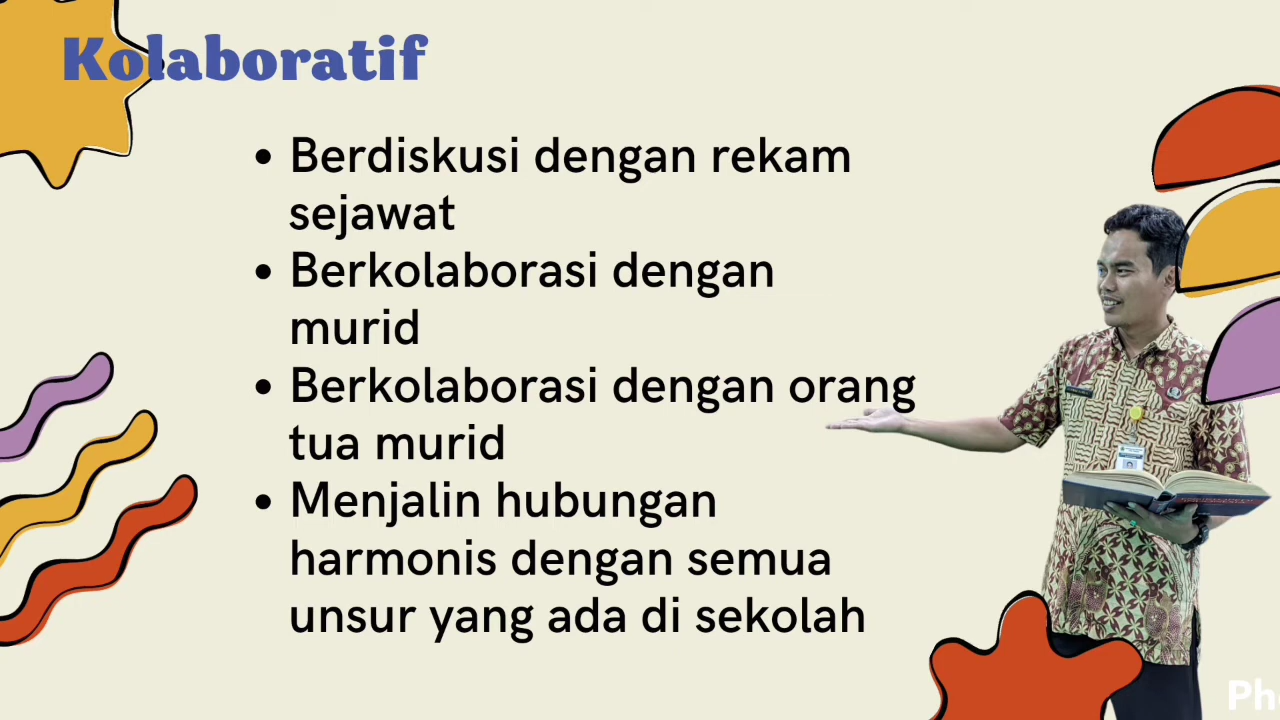 Kolaboratif
• Berdiskusi dengan rekam
sejawat
• Berkolaborasi dengan
murid
• Berkolaborasi dengan orang
tua murid
• Menjalin hubungan
harmonis dengan semua
unsur yang ada di sekolah